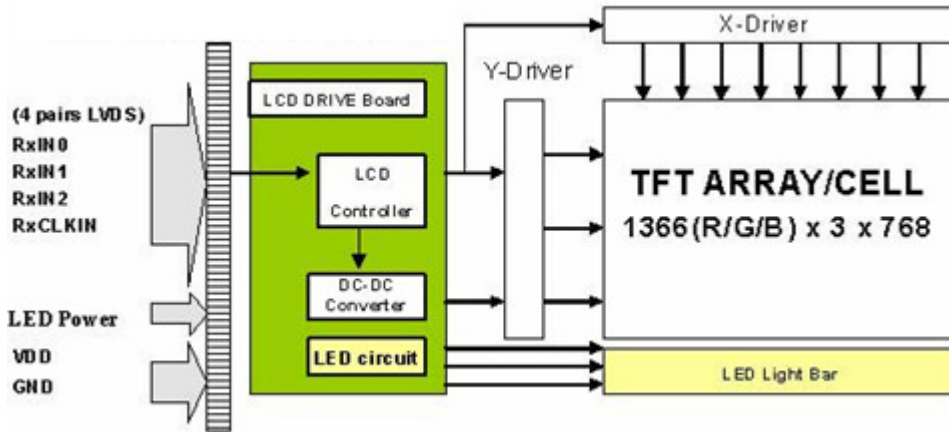 X-Driver
Y-Driver
(4 pairs LVDS)
RxIN0
RxIN1
RxIN2
RxCLKIN
LED Power
VDD
GND
LCD DRIVE Board
LCD
Controller
DC-DC
Converter
LED circuit
TFT ARRAY/CELL
1366(R/G/B) x 3 x 768
LED Light Bar